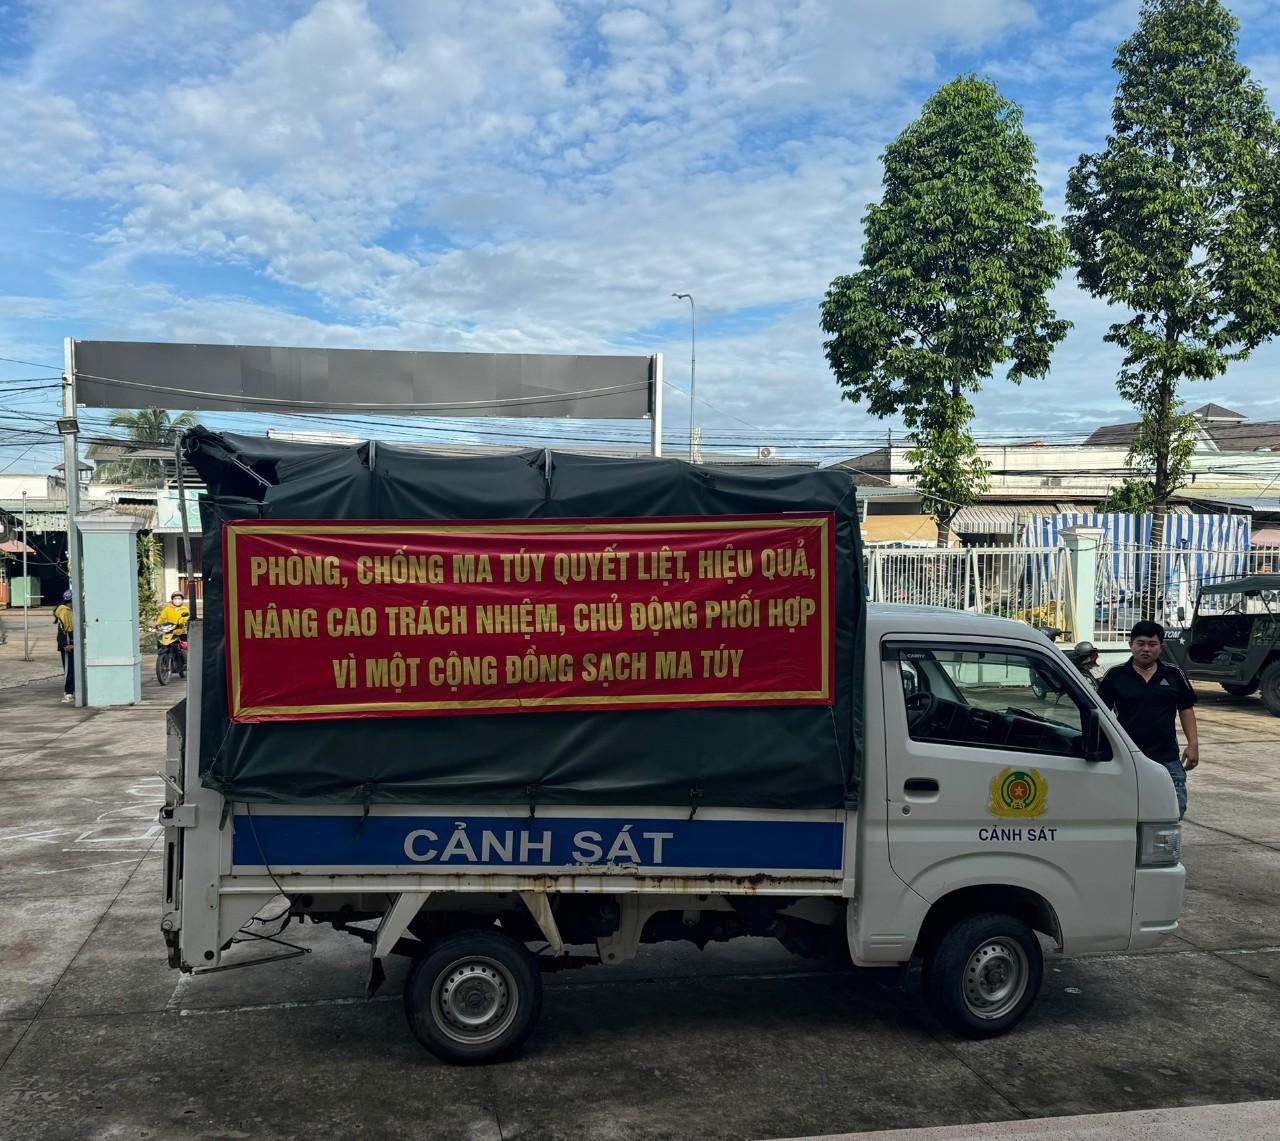 PHÒNG, CHỐNG MA TÚY QUYẾT LIỆT, HIỆU QUẢ,
NÂNG CAO TRÁCH NHIỆM, CHỦ ĐỘNG PHỐI HỢP
VÌ MỘT CỘNG ĐỒNG SẠCH MA TÚY
CẢNH SÁT
CẢNH SÁT
CARRY